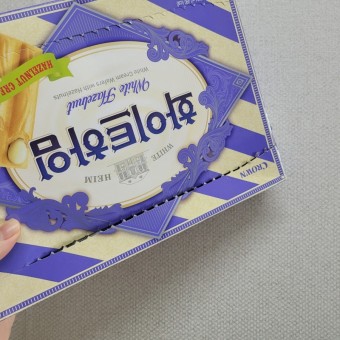 CROWN
WHITE
HEIM
화이트하임
White Hazelnut
White Cream Wafers with Hazelnuts
HAZELNUT